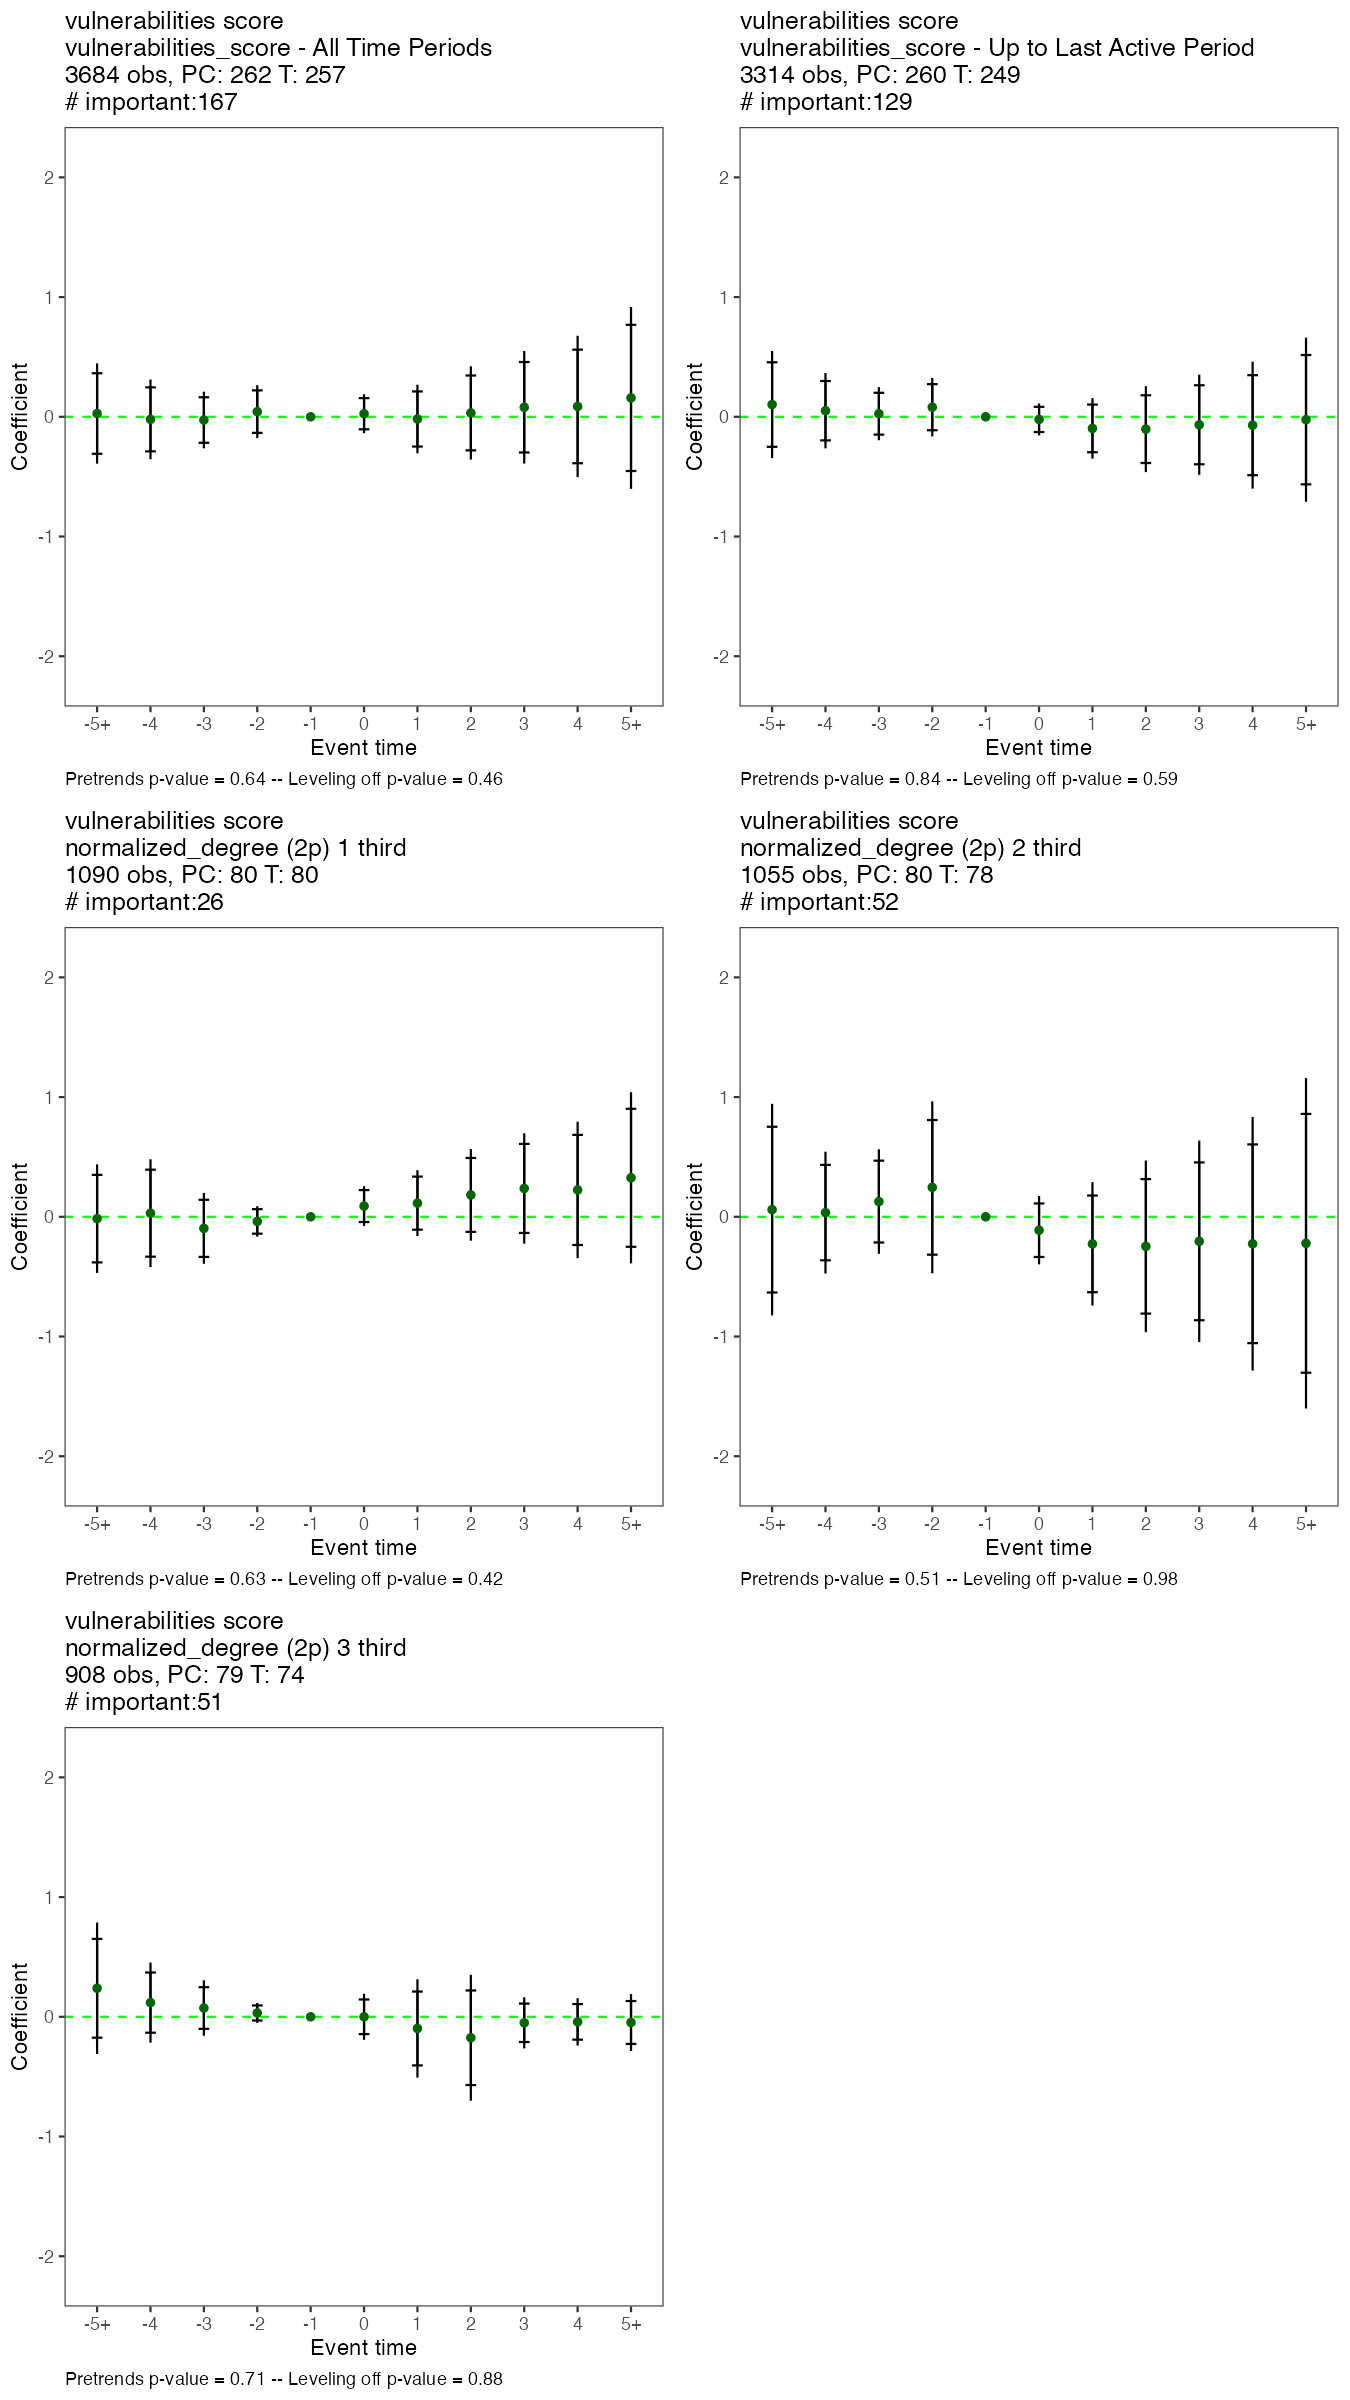 vulnerabilities score
vulnerabilities_score - All Time Periods
3684 obs, PC: 262 T: 257
# important:167
2
1
0
-1
-2
Coefficient
-5+ -4 -3 -2 -1 0 1 2 3 4 5+
Event time
Pretrends p-value = 0.64 -- Leveling off p-value = 0.46
vulnerabilities score
vulnerabilities_score - Up to Last Active Period
3314 obs, PC: 260 T: 249
# important:129
2
1
0
-1
-2
Coefficient
-5+ -4 -3 -2 -1 0 1 2 3 4 5+
Event time
Pretrends p-value = 0.84 -- Leveling off p-value = 0.59
vulnerabilities score
normalized_degree (2p) 1 third
1090 obs, PC: 80 T: 80
# important:26
2
1
0
-1
-2
Coefficient
-5+ -4 -3 -2 -1 0 1 2 3 4 5+
Event time
Pretrends p-value = 0.63 -- Leveling off p-value = 0.42
vulnerabilities score
normalized_degree (2p) 2 third
1055 obs, PC: 80 T: 78
# important:52
2
1
0
-1
-2
Coefficient
-5+ -4 -3 -2 -1 0 1 2 3 4 5+
Event time
Pretrends p-value = 0.51 -- Leveling off p-value = 0.98
vulnerabilities score
normalized_degree (2p) 3 third
908 obs, PC: 79 T: 74
# important:51
2
1
0
-1
-2
Coefficient
-5+ -4 -3 -2 -1 0 1 2 3 4 5+
Event time
Pretrends p-value = 0.71 -- Leveling off p-value = 0.88